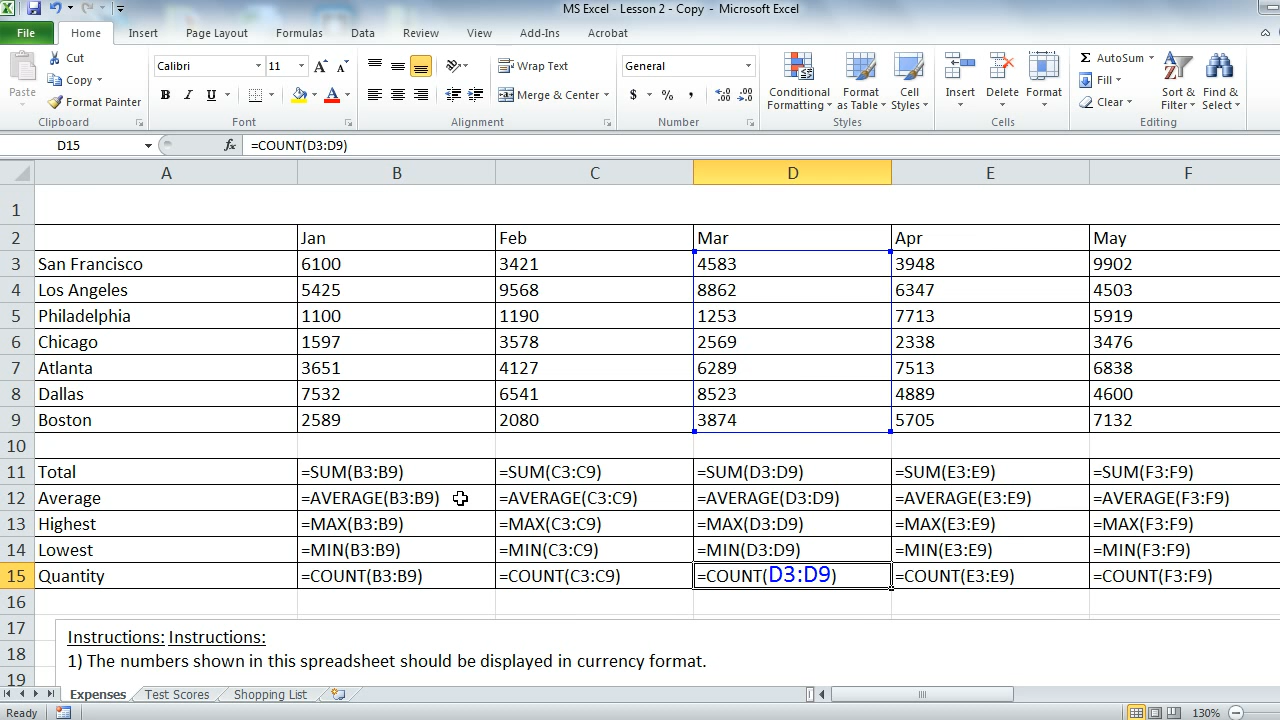 MS Excel - Lesson 2 - Copy - Microsoft Excel
File Home Insert Page Layout Formulas Data Review View Add-Ins Acrobat
Paste Cut Copy Format Painter
Calibri 11
B I U A A A
Wrap Text
Merge & Center
General
$ % ,
Conditional Formatting Format as Table Cell Styles
Insert Delete Format
Σ AutoSum Fill Clear
Sort & Filter Find & Select
Clipboard Font Alignment Number Styles Cells Editing
D15 fx =COUNT(D3:D9)
A B C D E F
1
2 Jan Feb Mar Apr May
3 San Francisco 6100 3421 4583 3948 9902
4 Los Angeles 5425 9568 8862 6347 4503
5 Philadelphia 1100 1190 1253 7713 5919
6 Chicago 1597 3578 2569 2338 3476
7 Atlanta 3651 4127 6289 7513 6838
8 Dallas 7532 6541 8523 4889 4600
9 Boston 2589 2080 3874 5705 7132
10
11 Total =SUM(B3:B9) =SUM(C3:C9) =SUM(D3:D9) =SUM(E3:E9) =SUM(F3:F9)
12 Average =AVERAGE(B3:B9) =AVERAGE(C3:C9) =AVERAGE(D3:D9) =AVERAGE(E3:E9) =AVERAGE(F3:F9)
13 Highest =MAX(B3:B9) =MAX(C3:C9) =MAX(D3:D9) =MAX(E3:E9) =MAX(F3:F9)
14 Lowest =MIN(B3:B9) =MIN(C3:C9) =MIN(D3:D9) =MIN(E3:E9) =MIN(F3:F9)
15 Quantity =COUNT(B3:B9) =COUNT(C3:C9) =COUNT(D3:D9) =COUNT(E3:E9) =COUNT(F3:F9)
16
17 Instructions: Instructions:
18 1) The numbers shown in this spreadsheet should be displayed in currency format.
19
Expenses Test Scores Shopping List
Ready 130%